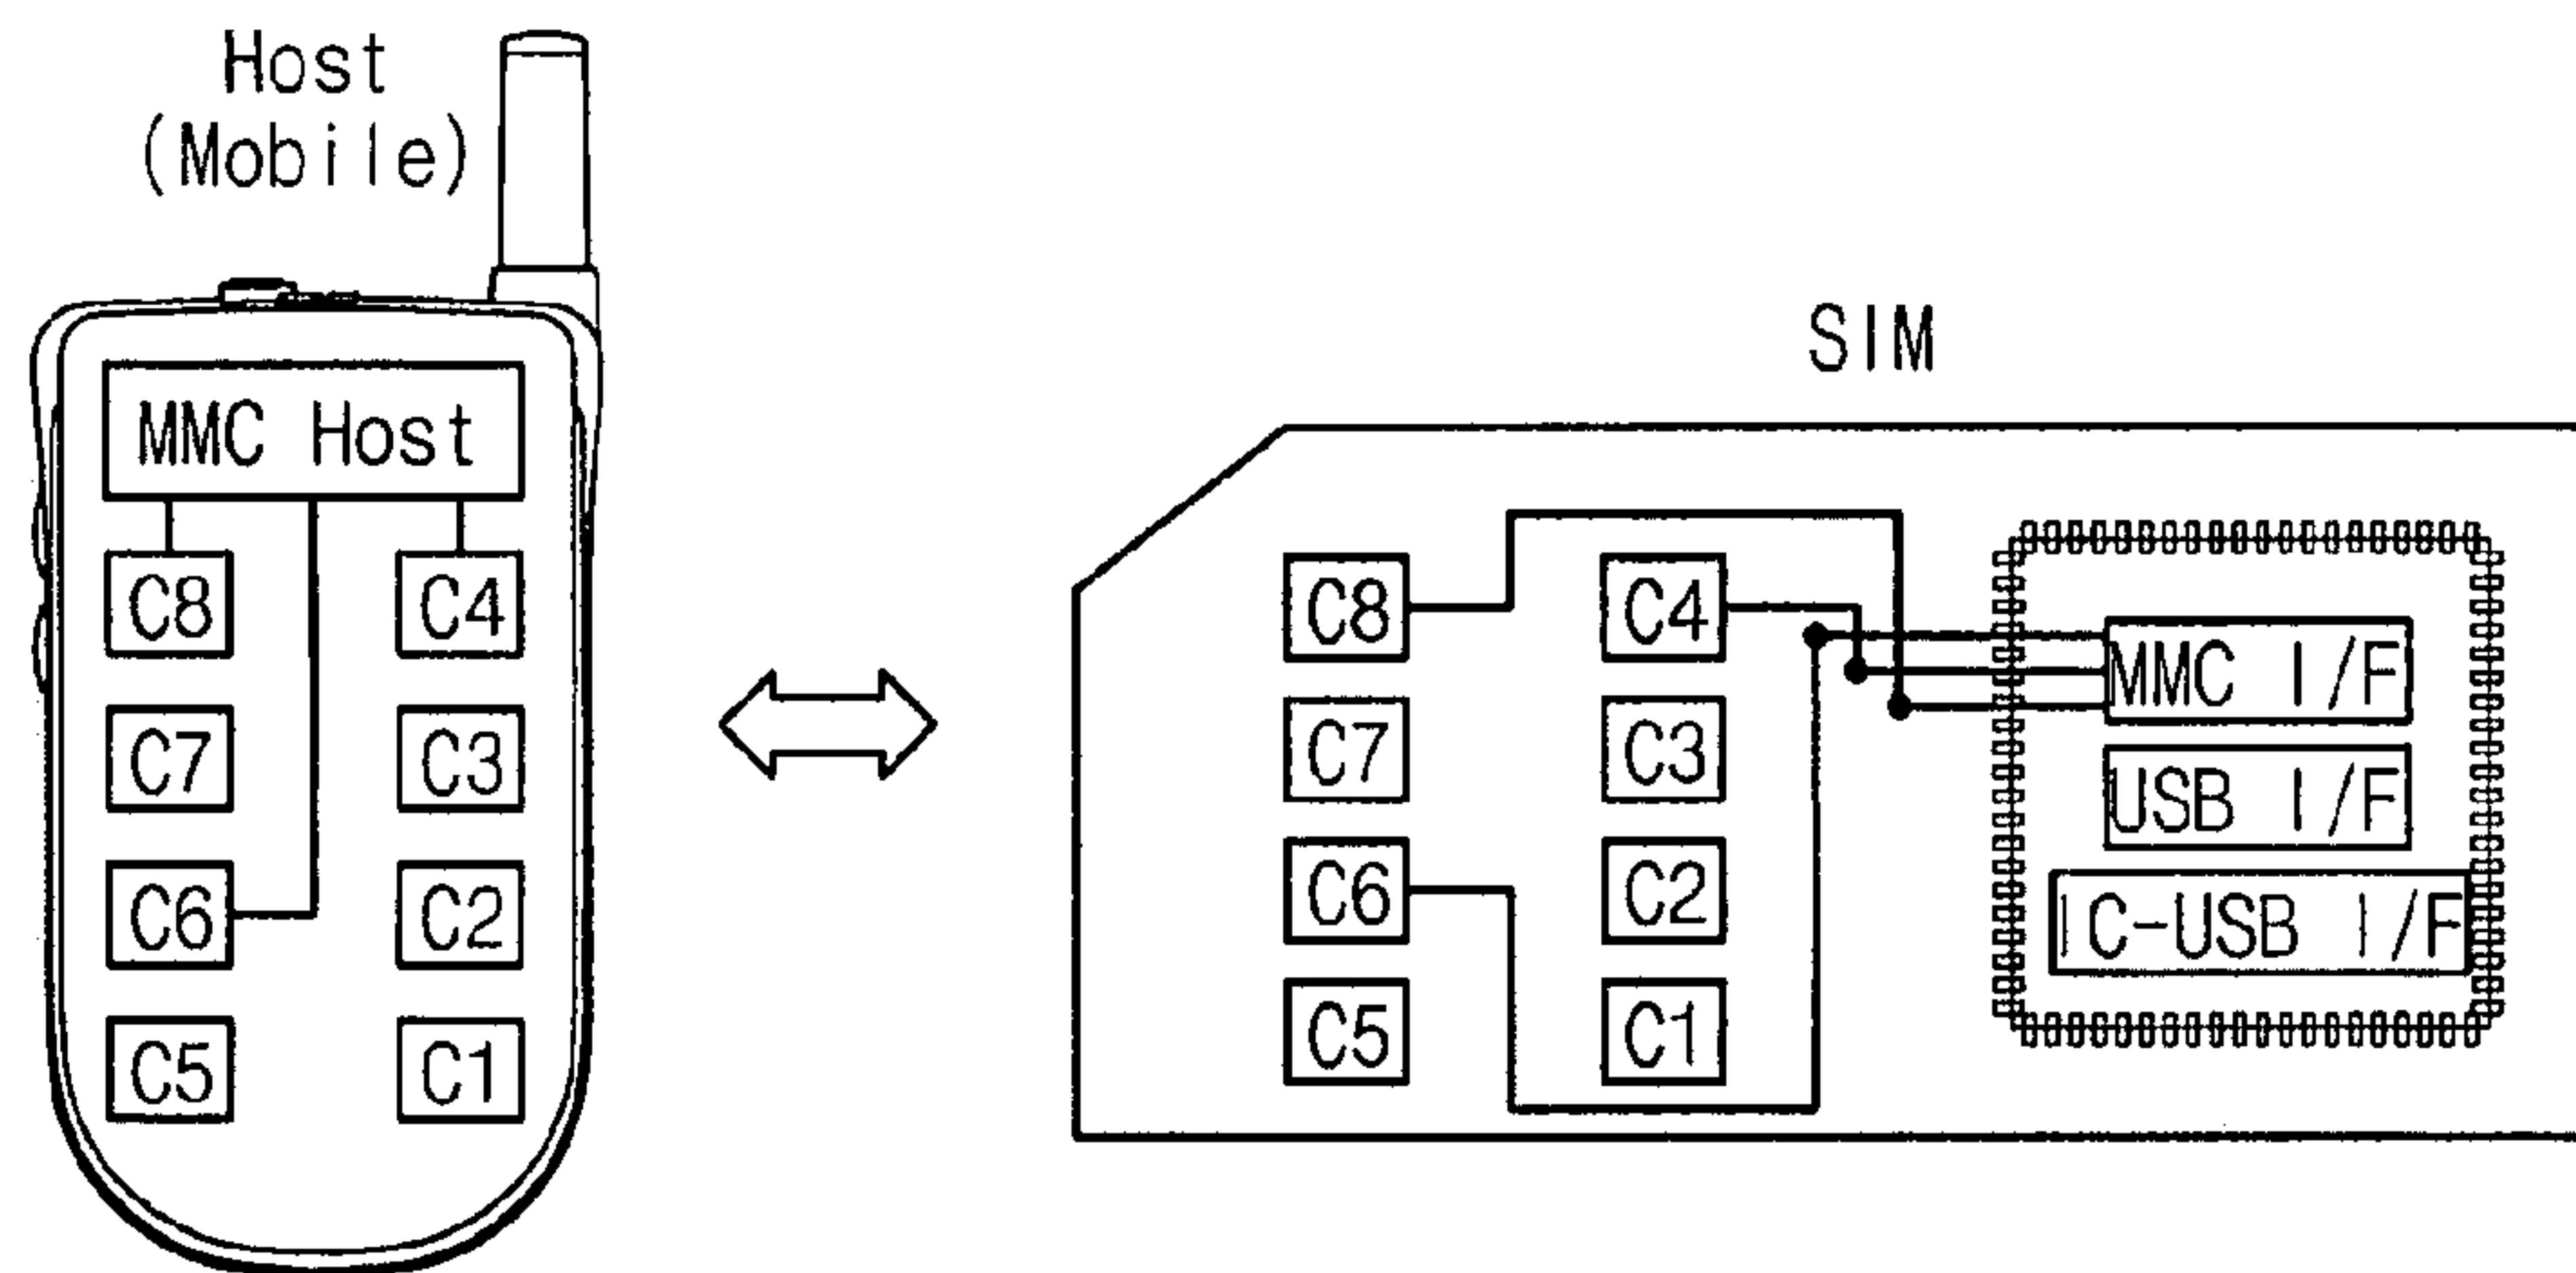 Host
(Mobile)
MMC Host
C8 C4
C7 C3
C6 C2
C5 C1
SIM
C8 C4
C7 C3
C6 C2
C5 C1
MMC I/F
USB I/F
IC-USB I/F